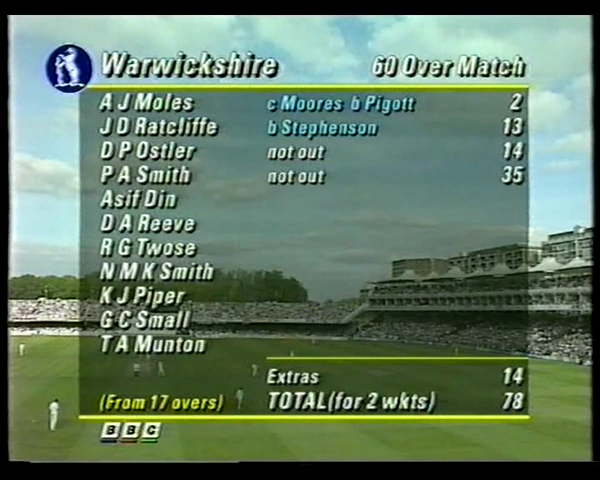 Warwickshire 60 Over Match
A J Moles c Moores b Pigott 2
J D Ratcliffe b Stephenson 13
D P Ostler not out 14
P A Smith not out 35
Asif Din
D A Reeve
R G Twose
N M K Smith
K J Piper
G C Small
T A Munton
Extras 14
(From 17 overs) TOTAL (for 2 wkts) 78
BBC